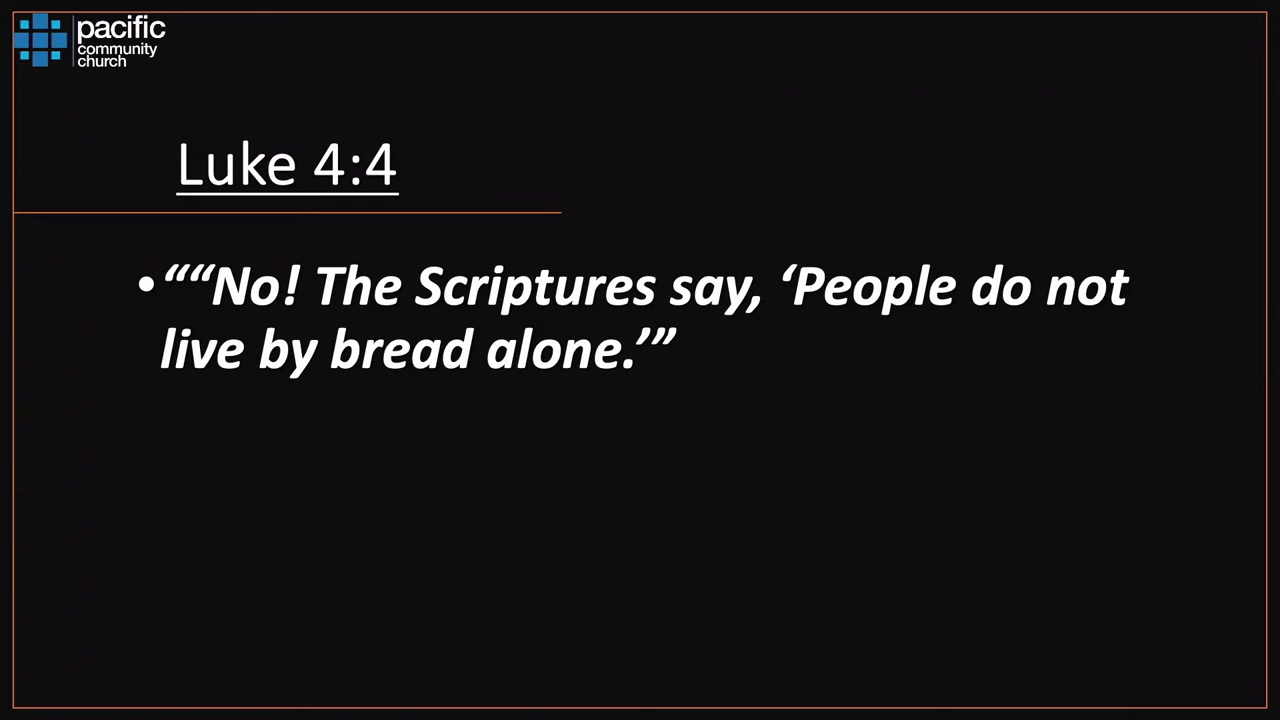 pacific
community
church
Luke 4:4
•““No! The Scriptures say, ‘People do not
live by bread alone.’”